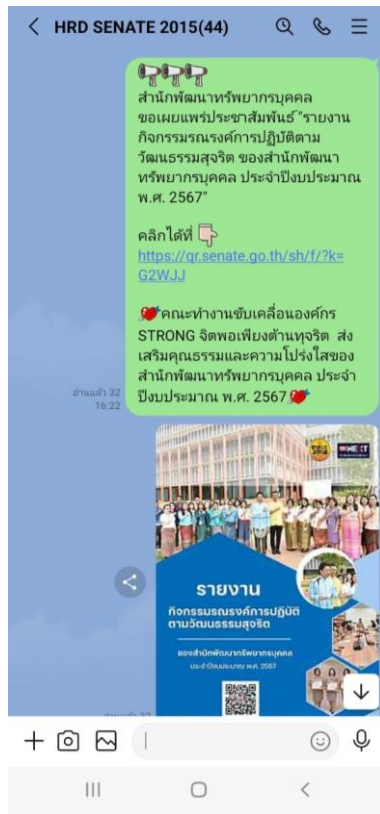 HRD SENATE 2015(44)
สำนักพัฒนาทรัพยากรบุคคล
ขอเผยแพร่ประชาสัมพันธ์ "รายงาน
กิจกรรมรณรงค์การปฏิบัติตาม
วัฒนธรรมสุจริต ของสำนักพัฒนา
ทรัพยากรบุคคล ประจำปีงบประมาณ
พ.ศ. 2567"
คลิกได้ที่
https://qr.senate.go.th/sh/f/?k=
G2WJJ
คณะทำงานขับเคลื่อนองค์กร
STRONG จิตพอเพียงต้านทุจริต ส่ง
เสริมคุณธรรมและความโปร่งใสของ
สำนักพัฒนาทรัพยากรบุคคล ประจำ
ปีงบประมาณ พ.ศ. 2567
อ่านแล้ว 32
16:22
รายงาน
กิจกรรมรณรงค์การปฏิบัติ
ตามวัฒนธรรมสุจริต
ของสำนักพัฒนาทรัพยากรบุคคล
ประจำปีงบประมาณ พ.ศ. 2567
อ่านแล้ว 32